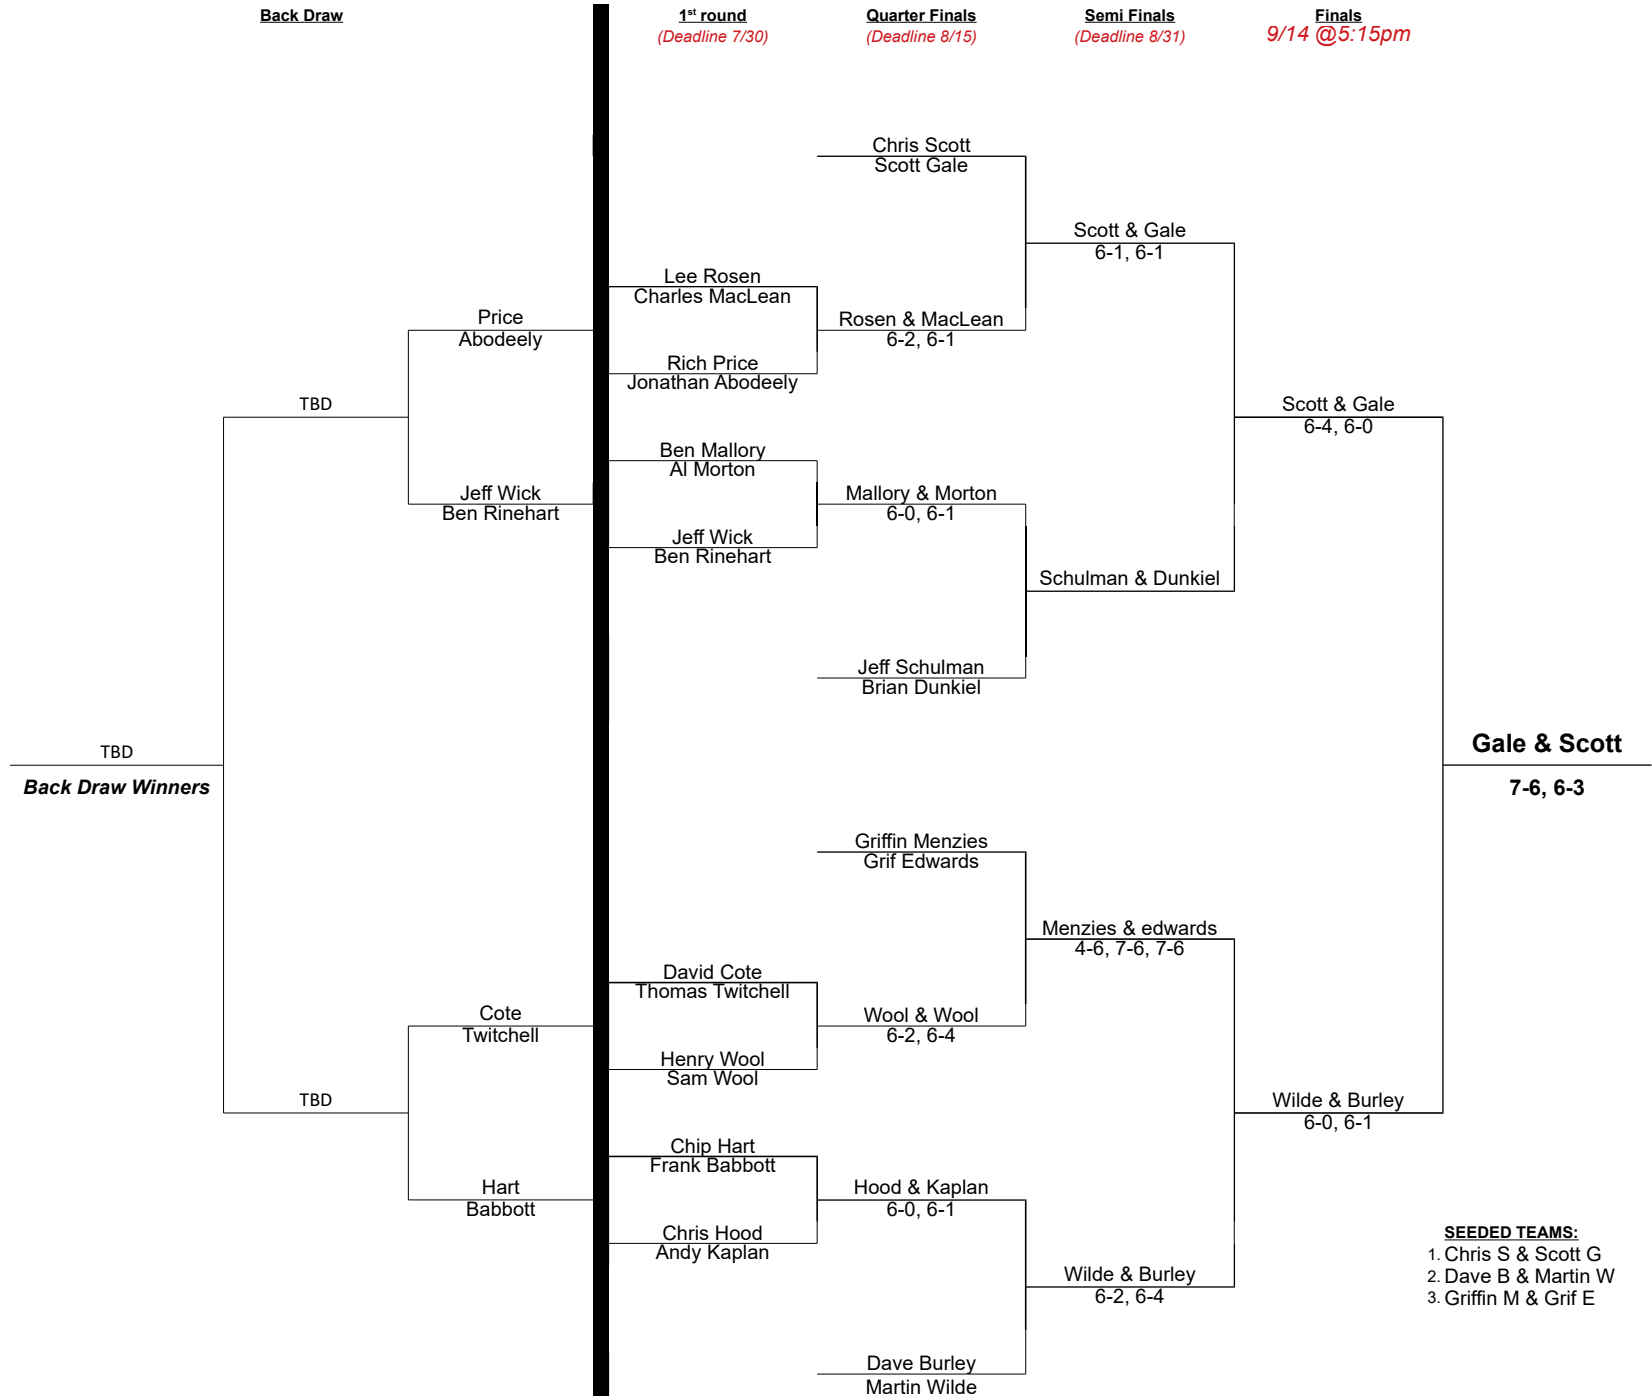 Back Draw
1st round
Quarter Finals
Semi Finals
Finals
(Deadline 7/30)
(Deadline 8/15)
(Deadline 8/31)
9/14 @5:15pm
Chris Scott
Scott Gale
Scott & Gale
6-1, 6-1
Lee Rosen
Charles MacLean
Price
Abodeely
Rosen & MacLean
6-2, 6-1
Rich Price
Jonathan Abodeely
TBD
Scott & Gale
6-4, 6-0
Ben Mallory
Al Morton
Jeff Wick
Ben Rinehart
Mallory & Morton
6-0, 6-1
Jeff Wick
Ben Rinehart
Schulman & Dunkiel
Jeff Schulman
Brian Dunkiel
TBD
Back Draw Winners
Gale & Scott
7-6, 6-3
Griffin Menzies
Grif Edwards
Menzies & edwards
4-6, 7-6, 7-6
David Cote
Thomas Twitchell
Cote
Twitchell
Wool & Wool
6-2, 6-4
Henry Wool
Sam Wool
TBD
Wilde & Burley
6-0, 6-1
Chip Hart
Frank Babbott
Hart
Babbott
Hood & Kaplan
6-0, 6-1
Chris Hood
Andy Kaplan
Wilde & Burley
6-2, 6-4
Dave Burley
Martin Wilde
SEEDED TEAMS:
1. Chris S & Scott G
2. Dave B & Martin W
3. Griffin M & Grif E